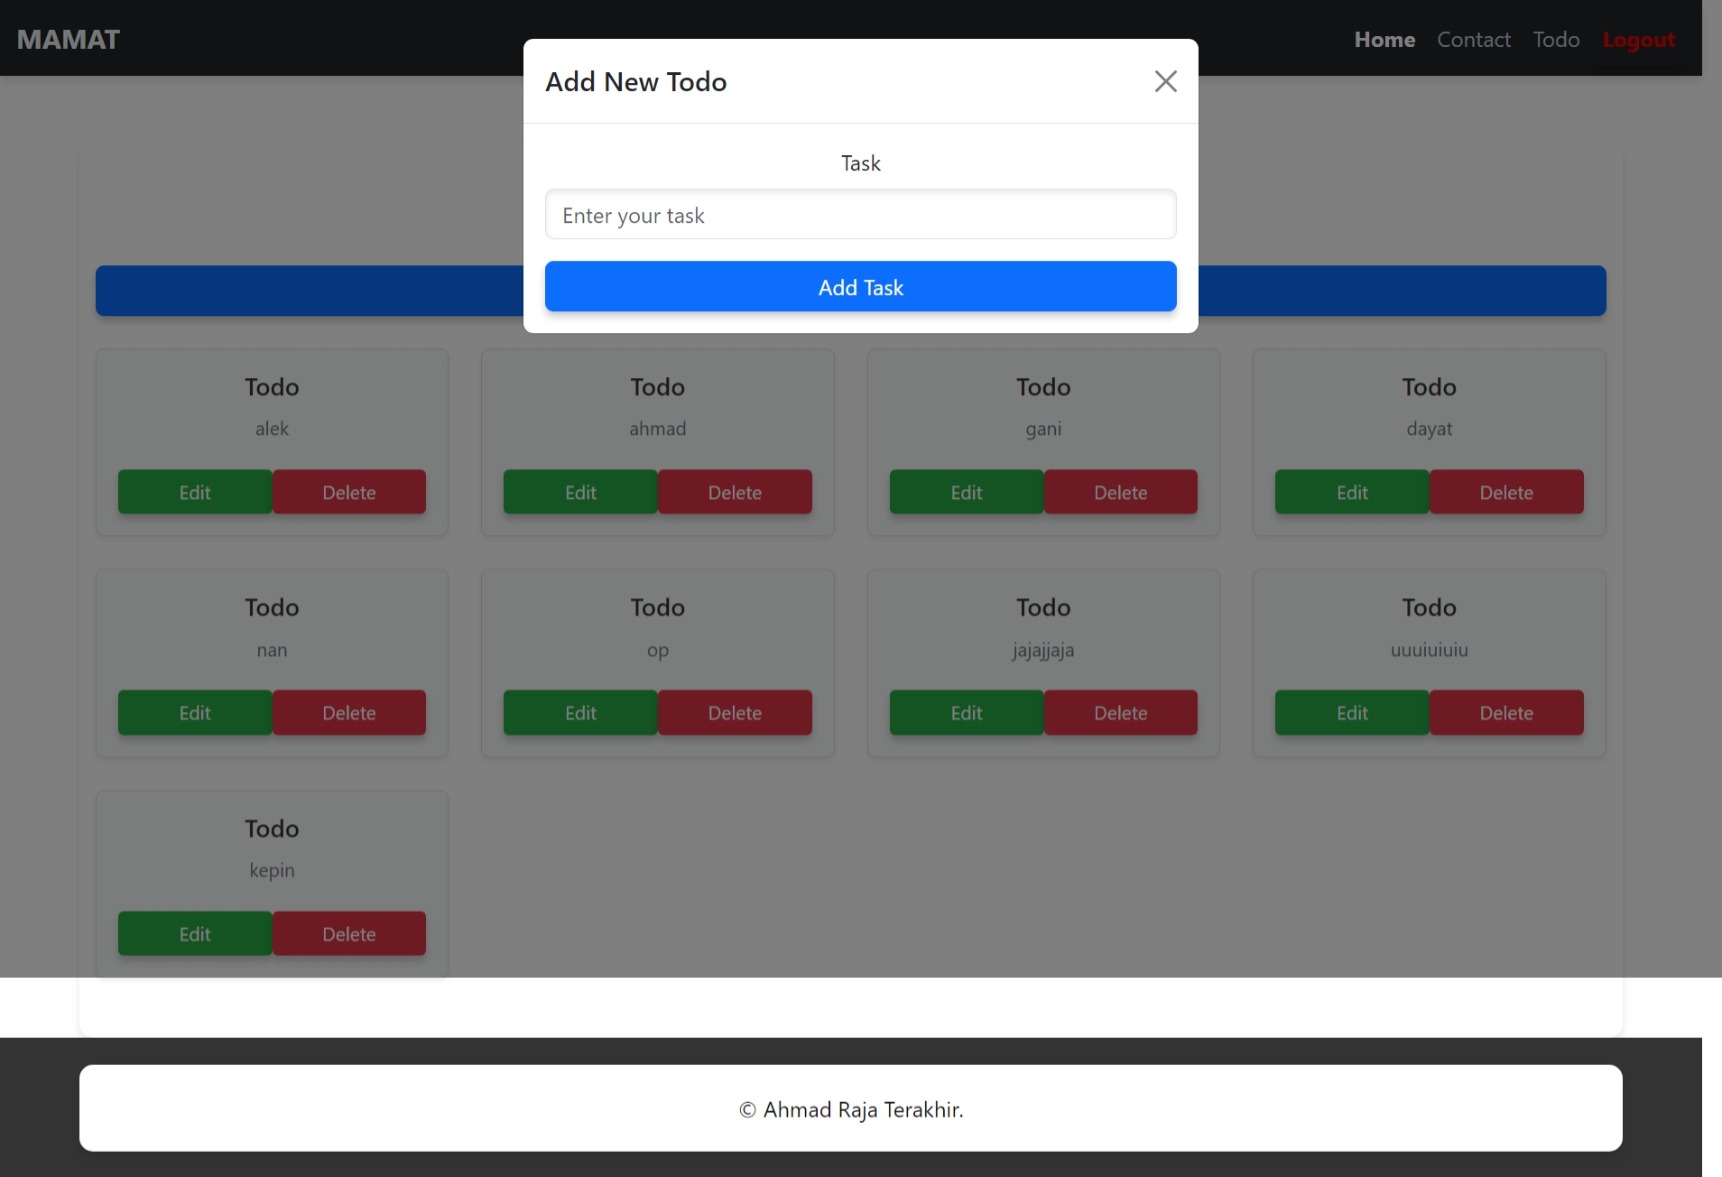 MAMAT
Home Contact Todo Logout
Add New Todo
Task
Enter your task
Add Task
Todo
alek
Edit Delete
Todo
ahmad
Edit Delete
Todo
gani
Edit Delete
Todo
dayat
Edit Delete
Todo
nan
Edit Delete
Todo
op
Edit Delete
Todo
jajajjaja
Edit Delete
Todo
uuuiuiuiu
Edit Delete
Todo
kepin
Edit Delete
© Ahmad Raja Terakhir.